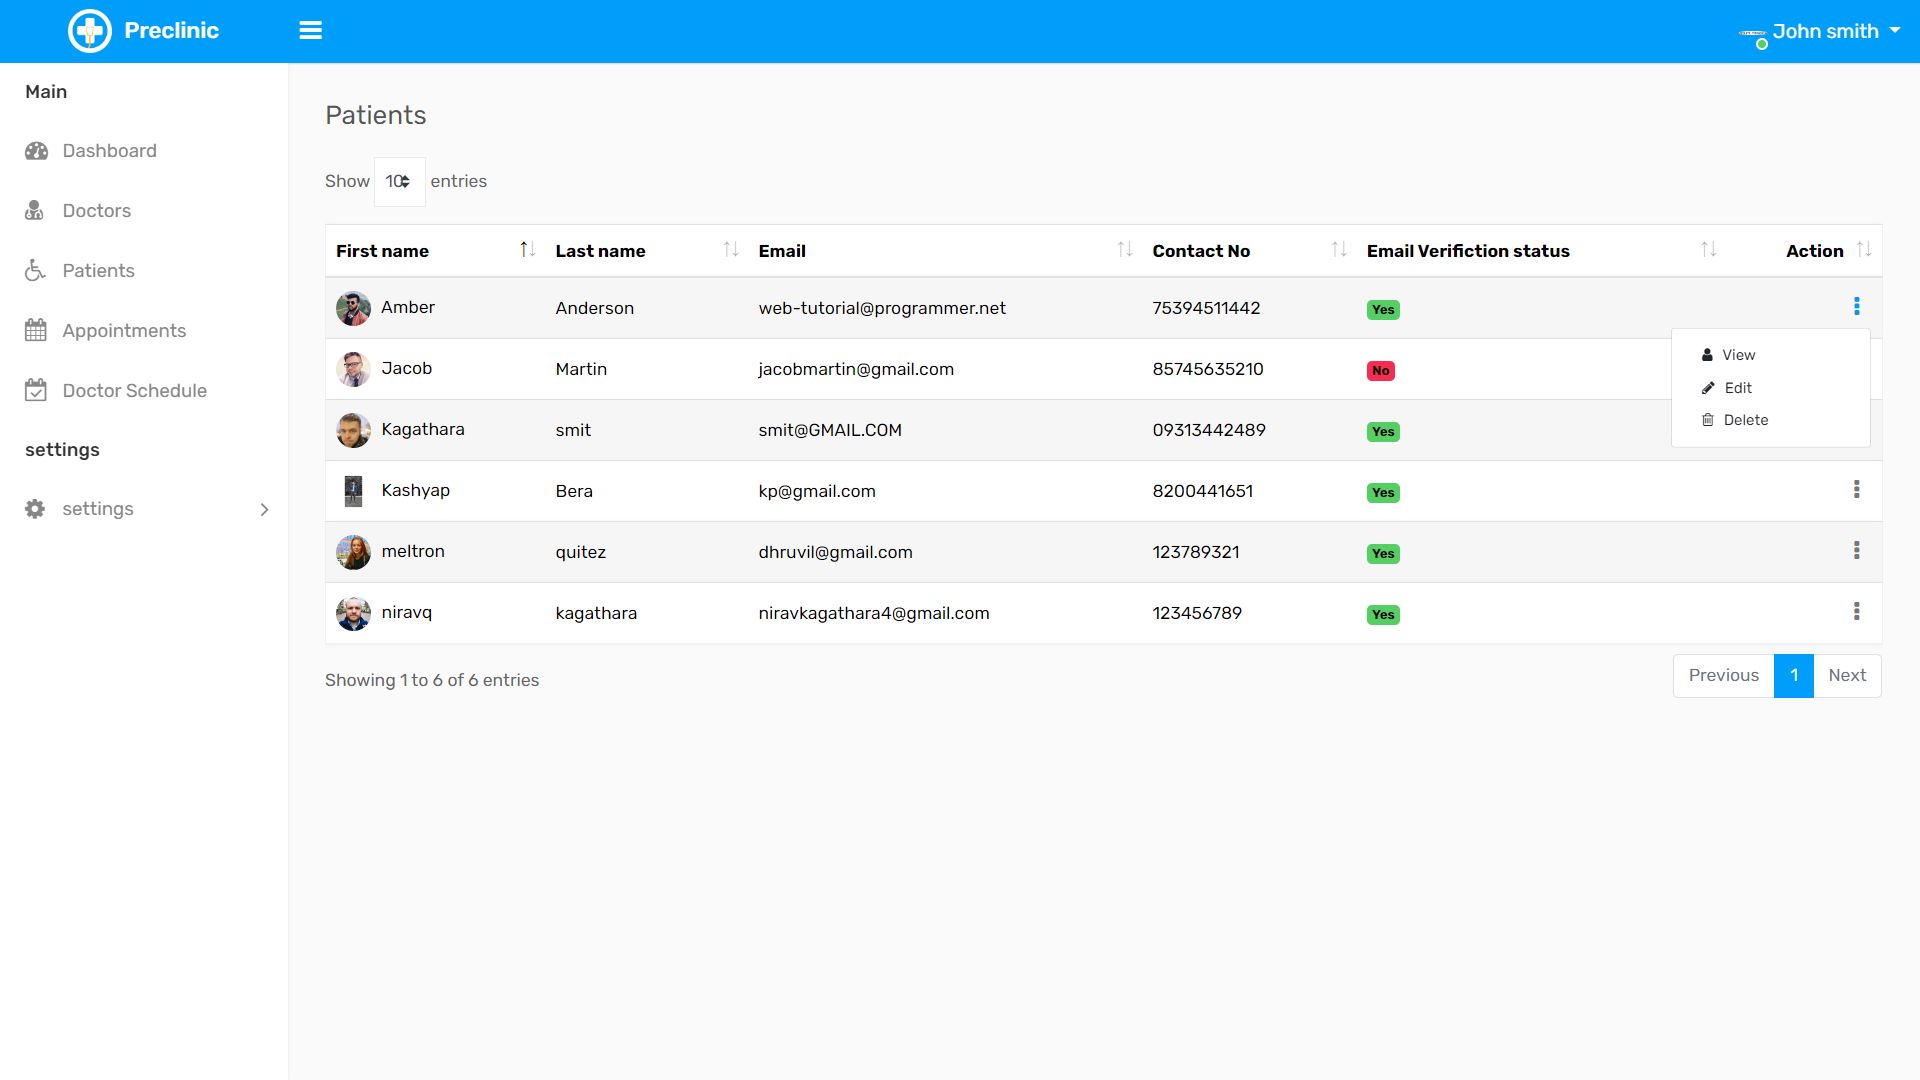 Preclinic
John smith
Main
Dashboard
Doctors
Patients
Appointments
Doctor Schedule
settings
settings
Patients
Show 10 entries
First name Last name Email Contact No Email Verifiction status Action
Amber Anderson web-tutorial@programmer.net 75394511442 Yes
View
Edit
Delete
Jacob Martin jacobmartin@gmail.com 85745635210 No
Kagathara smit smit@GMAIL.COM 09313442489 Yes
Kashyap Bera kp@gmail.com 8200441651 Yes
meltron quitez dhruvil@gmail.com 123789321 Yes
niravq kagathara niravkagathara4@gmail.com 123456789 Yes
Showing 1 to 6 of 6 entries
Previous 1 Next